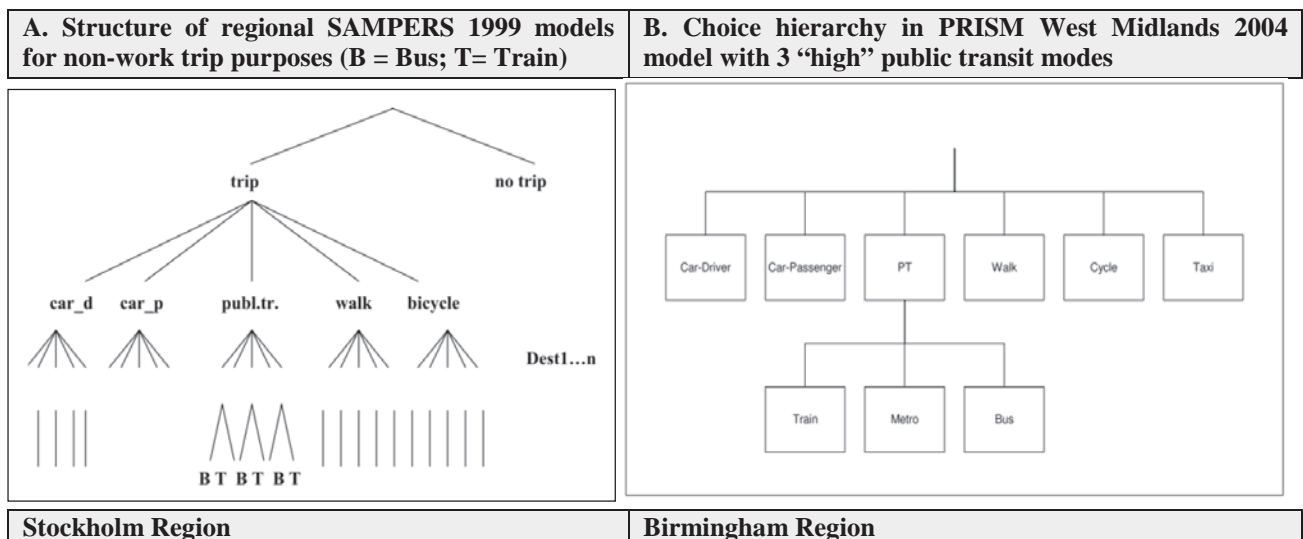 A. Structure of regional SAMPERS 1999 models
for non-work trip purposes (B = Bus; T= Train)
B. Choice hierarchy in PRISM West Midlands 2004
model with 3 “high” public transit modes
trip
no trip
car_d car_p publ.tr. walk bicycle
Dest1…n
B T B T B T
Car-Driver Car-Passenger PT Walk Cycle Taxi
Train Metro Bus
Stockholm Region
Birmingham Region